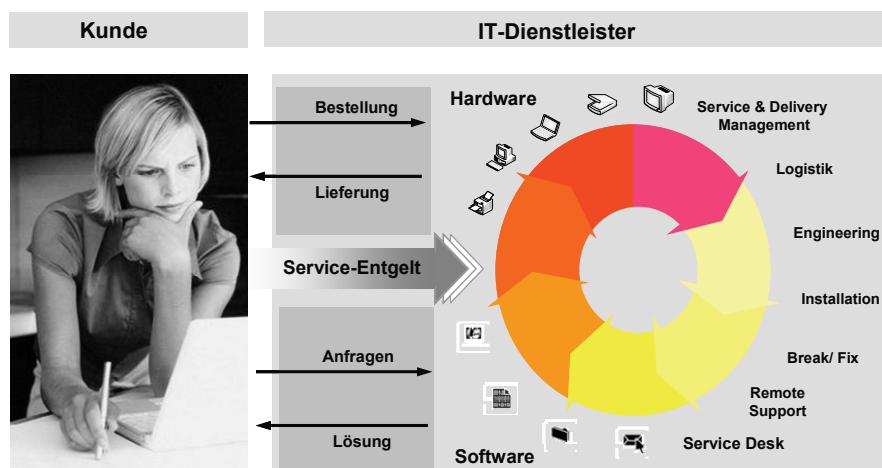 Kunde
IT-Dienstleister
Bestellung
Lieferung
Service-Entgelt
Anfragen
Lösung
Hardware
Service & Delivery
Management
Logistik
Engineering
Installation
Break/ Fix
Remote
Support
Service Desk
Software